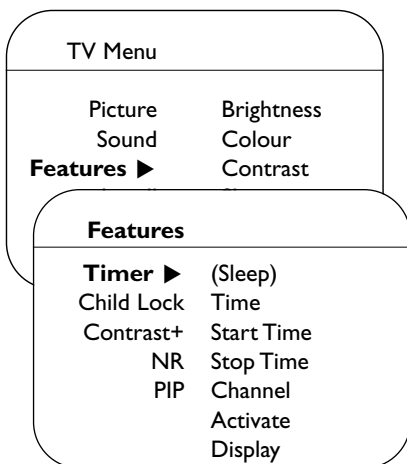 TV Menu
Picture Brightness
Sound Colour
Features ▶ Contrast
Features
Timer ▶ (Sleep)
Child Lock Time
Contrast+ Start Time
NR Stop Time
PIP Channel
Activate
Display